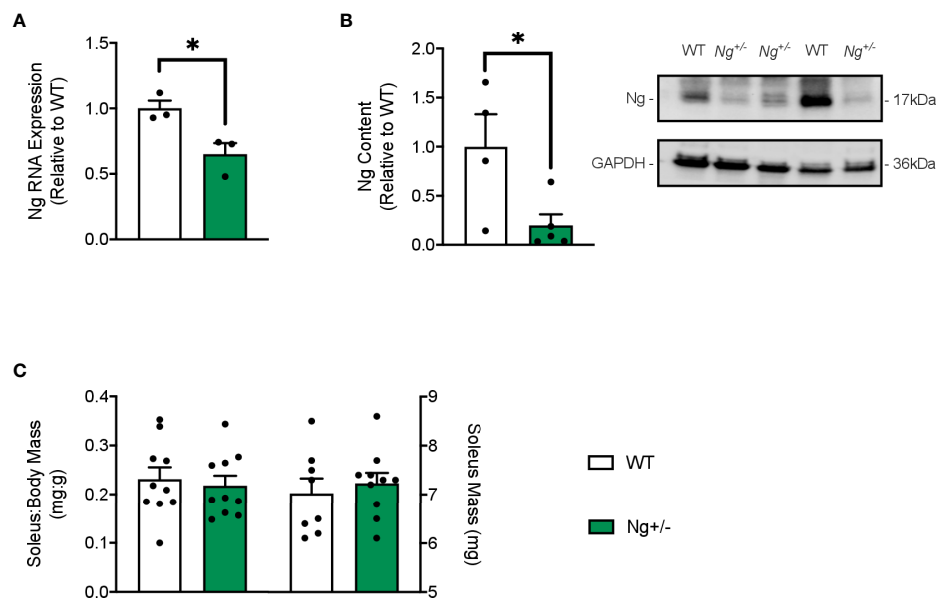 A
Ng RNA Expression
(Relative to WT)
1.5
1.0
0.5
0.0
*
B
Ng Content
(Relative to WT)
2.0
1.5
1.0
0.5
0.0
*
WT Ng+/- Ng+/- WT Ng+/-
Ng - - 17kDa
GAPDH - - 36kDa
C
Soleus:Body Mass
(mg:g)
0.4
0.3
0.2
0.1
0.0
9
8
7
6
5
Soleus Mass (mg)
WT
Ng+/-